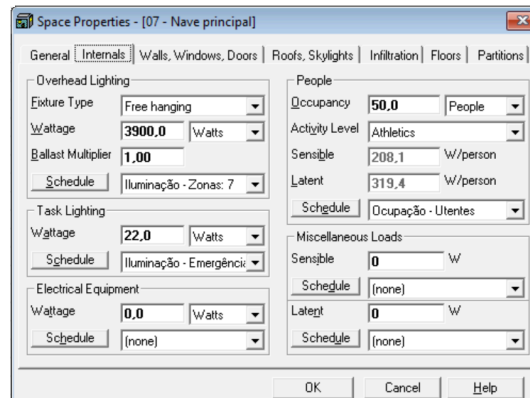 Space Properties - [07 - Nave principal]
General Internals Walls, Windows, Doors Roofs, Skylights Infiltration Floors Partitions
Overhead Lighting
Fixture Type Free hanging
Wattage 3900,0 Watts
Ballast Multiplier 1,00
Schedule Iluminação - Zonas: 7
Task Lighting
Wattage 22,0 Watts
Schedule Iluminação - Emergência
Electrical Equipment
Wattage 0,0 Watts
Schedule (none)
People
Occupancy 50,0 People
Activity Level Athletics
Sensible 208,1 W/person
Latent 319,4 W/person
Schedule Ocupação - Utentes
Miscellaneous Loads
Sensible 0 W
Schedule (none)
Latent 0 W
Schedule (none)
OK Cancel Help